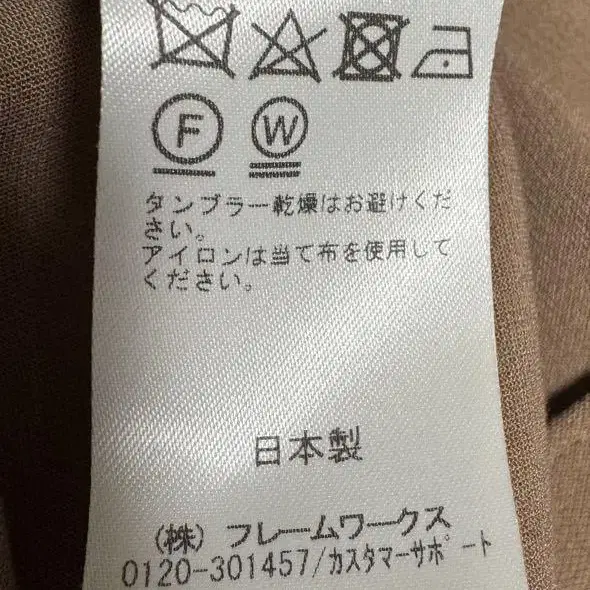 F W
タンブラー乾燥はお避けくだ
さい。
アイロンは当て布を使用して
ください。
日本製
(株) フレームワークス
0120-301457/カスタマーサポート